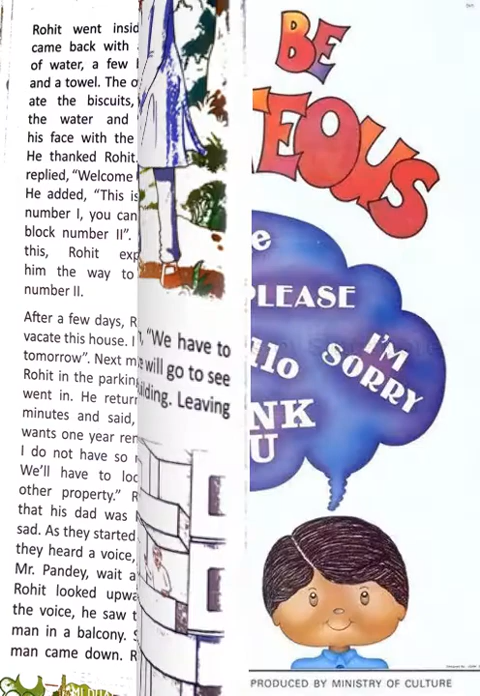 Rohit went insid
came back with
of water, a few
and a towel. The o
ate the biscuits,
the water and
his face with the
He thanked Rohit.
replied, "Welcome
He added, "This is
number I, you can
block number II".
this, Rohit exp
him the way to
number II.
After a few days, R
vacate this house. I
tomorrow". Next m
Rohit in the parkin
went in. He return
minutes and said,
wants one year ren
I do not have so
We'll have to loo
other property." R
that his dad was
sad. As they started
they heard a voice,
Mr. Pandey, wait a
Rohit looked upwa
the voice, he saw t
man in a balcony. S
man came down. R
"We have to
e will go to see
ilding. Leaving
BE
TEOUS
e
PLEASE
llo
I'M
SORRY
NK
U
PRODUCED BY MINISTRY OF CULTURE